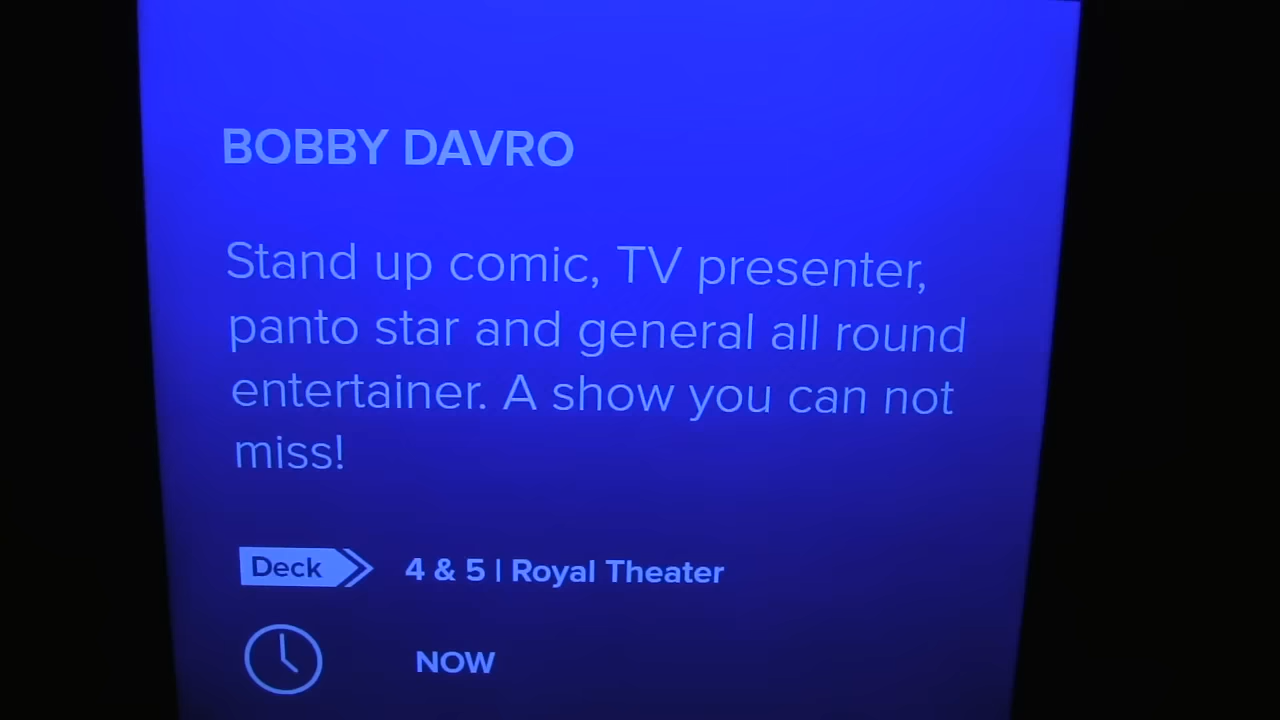 BOBBY DAVRO
Stand up comic, TV presenter,
panto star and general all round
entertainer. A show you can not
miss!
Deck 4 & 5 | Royal Theater
NOW